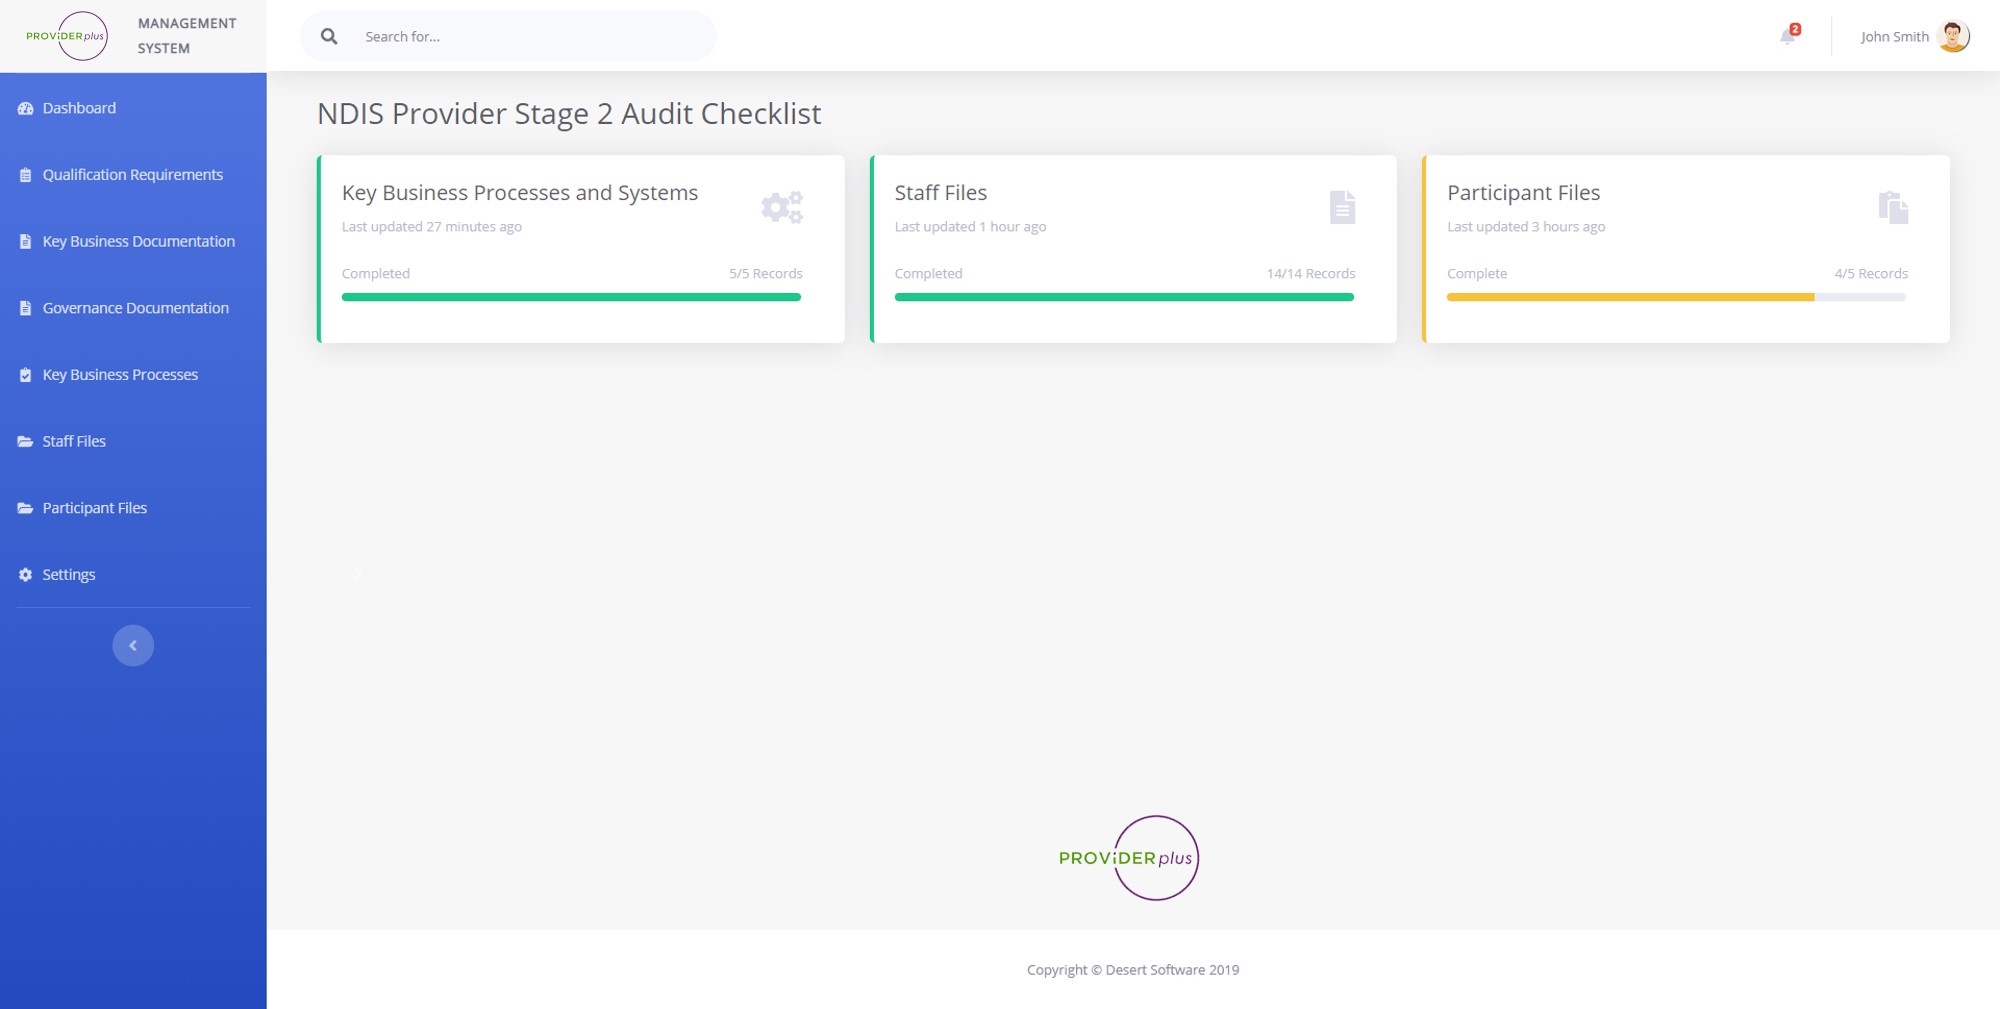 PROViDER plus
MANAGEMENT
SYSTEM
Search for...
2
John Smith
Dashboard
Qualification Requirements
Key Business Documentation
Governance Documentation
Key Business Processes
Staff Files
Participant Files
Settings
NDIS Provider Stage 2 Audit Checklist
Key Business Processes and Systems
Last updated 27 minutes ago
Completed
5/5 Records
Staff Files
Last updated 1 hour ago
Completed
14/14 Records
Participant Files
Last updated 3 hours ago
Complete
4/5 Records
PROViDER plus
Copyright © Desert Software 2019